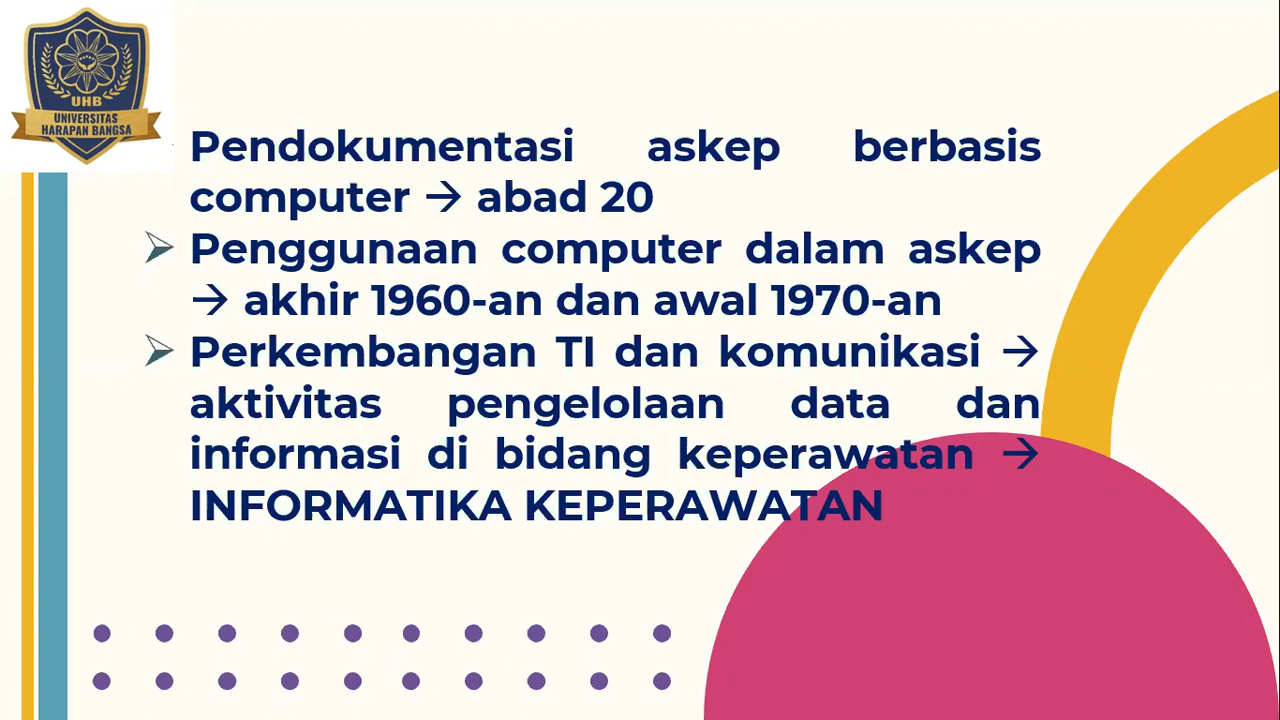 UHB
UNIVERSITAS
HARAPAN BANGSA
Pendokumentasi askep berbasis
computer → abad 20
➢ Penggunaan computer dalam askep
→ akhir 1960-an dan awal 1970-an
➢ Perkembangan TI dan komunikasi →
aktivitas pengelolaan data dan
informasi di bidang keperawatan →
INFORMATIKA KEPERAWATAN